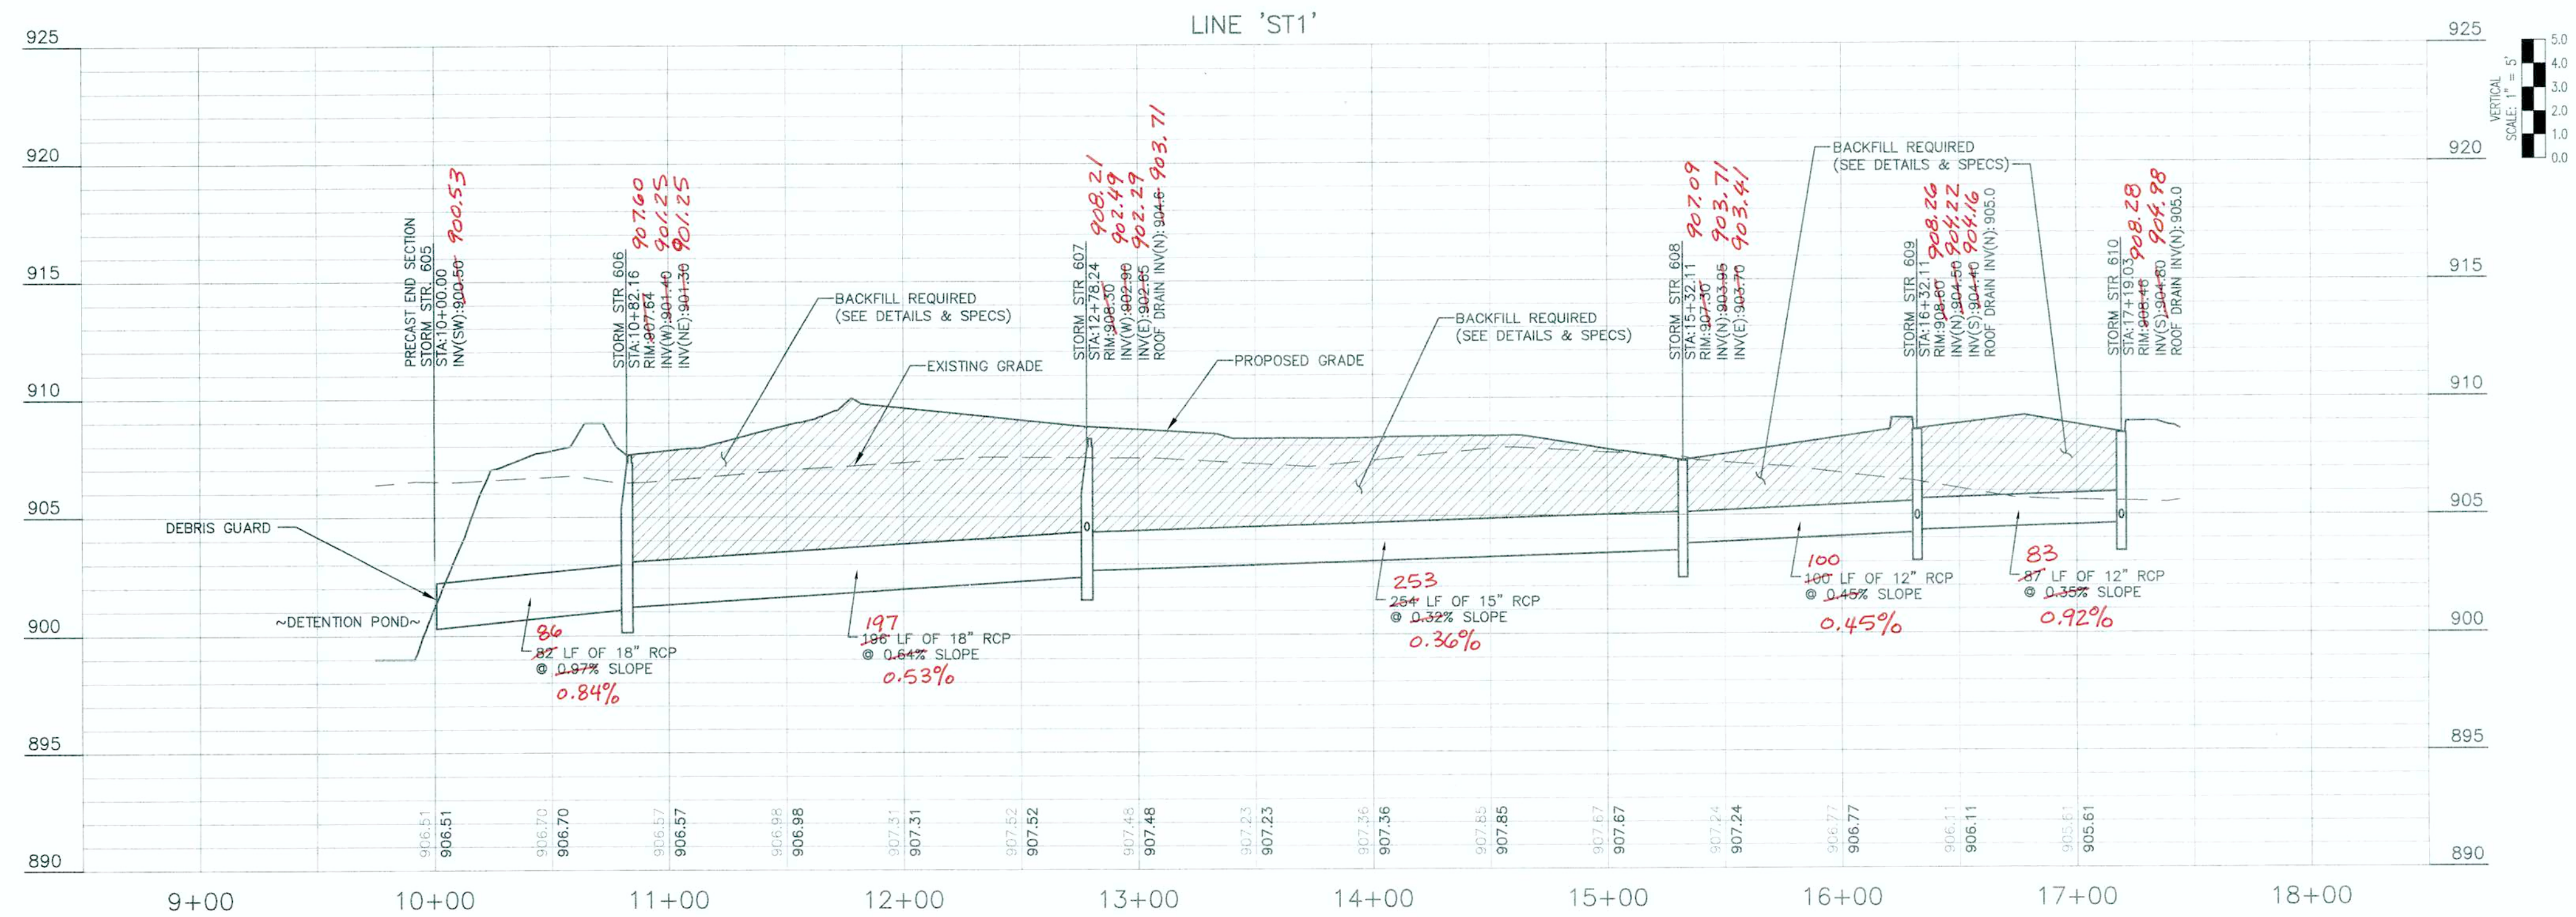 LINE 'ST1'
925
920
915
910
905
900
895
890
925
920
915
910
905
900
895
890
VERTICAL
SCALE: 1" = 5'
5.0
4.0
3.0
2.0
1.0
0.0
PRECAST END SECTION
STORM STR. 605
STA:10+00.00
INV(SW):900.50 900.53
STORM STR 606
STA:10+82.16
RIM:907.64 907.60
INV(W):901.40 901.25
INV(NE):901.30 901.25
STORM STR 607
STA:12+78.24
RIM:908.30 908.21
INV(W):902.90 902.49
INV(E):902.65 902.29
ROOF DRAIN INV(N):904.6 903.71
STORM STR 608
STA:15+32.11
RIM:907.30 907.09
INV(N):903.95 903.71
INV(E):903.70 903.41
STORM STR 609
STA:16+32.11
RIM:908.60 908.26
INV(N):904.50 904.22
INV(S):904.40 904.16
ROOF DRAIN INV(N):905.0
STORM STR 610
STA:17+19.03
RIM:908.46 908.28
INV(S):904.80 904.98
ROOF DRAIN INV(N):905.0
BACKFILL REQUIRED
(SEE DETAILS & SPECS)
EXISTING GRADE
PROPOSED GRADE
BACKFILL REQUIRED
(SEE DETAILS & SPECS)
BACKFILL REQUIRED
(SEE DETAILS & SPECS)
DEBRIS GUARD
~DETENTION POND~
86
82 LF OF 18" RCP
@ 0.97% SLOPE
0.84%
197
196 LF OF 18" RCP
@ 0.64% SLOPE
0.53%
253
254 LF OF 15" RCP
@ 0.32% SLOPE
0.36%
100
100 LF OF 12" RCP
@ 0.45% SLOPE
0.45%
83
87 LF OF 12" RCP
@ 0.35% SLOPE
0.92%
906.51
906.51
906.70
906.70
906.57
906.57
906.98
906.98
907.31
907.31
907.52
907.52
907.48
907.48
907.23
907.23
907.36
907.36
907.85
907.85
907.67
907.67
907.24
907.24
906.77
906.77
906.11
906.11
905.61
905.61
9+00
10+00
11+00
12+00
13+00
14+00
15+00
16+00
17+00
18+00